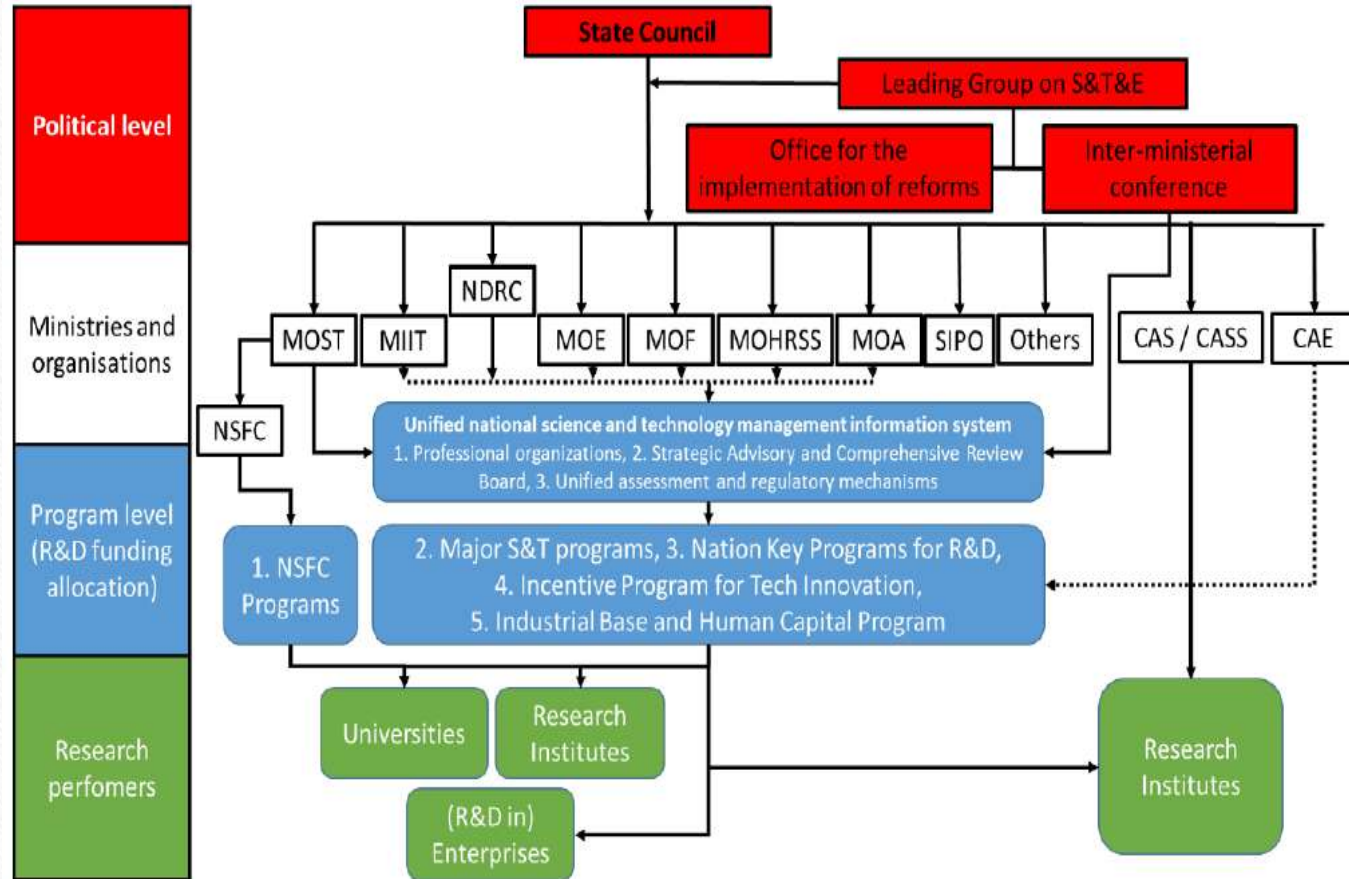 State Council
Leading Group on S&T&E
Political level
Office for the
implementation of reforms
Inter-ministerial
conference
Ministries and
organisations
NDRC
MOST
MIIT
MOE
MOF
MOHRSS
MOA
SIPO
Others
CAS / CASS
CAE
NSFC
Unified national science and technology management information system
1. Professional organizations, 2. Strategic Advisory and Comprehensive Review
Board, 3. Unified assessment and regulatory mechanisms
Program level
(R&D funding
allocation)
1. NSFC
Programs
2. Major S&T programs, 3. Nation Key Programs for R&D,
4. Incentive Program for Tech Innovation,
5. Industrial Base and Human Capital Program
Research
perfomers
Universities
Research
Institutes
(R&D in)
Enterprises
Research
Institutes